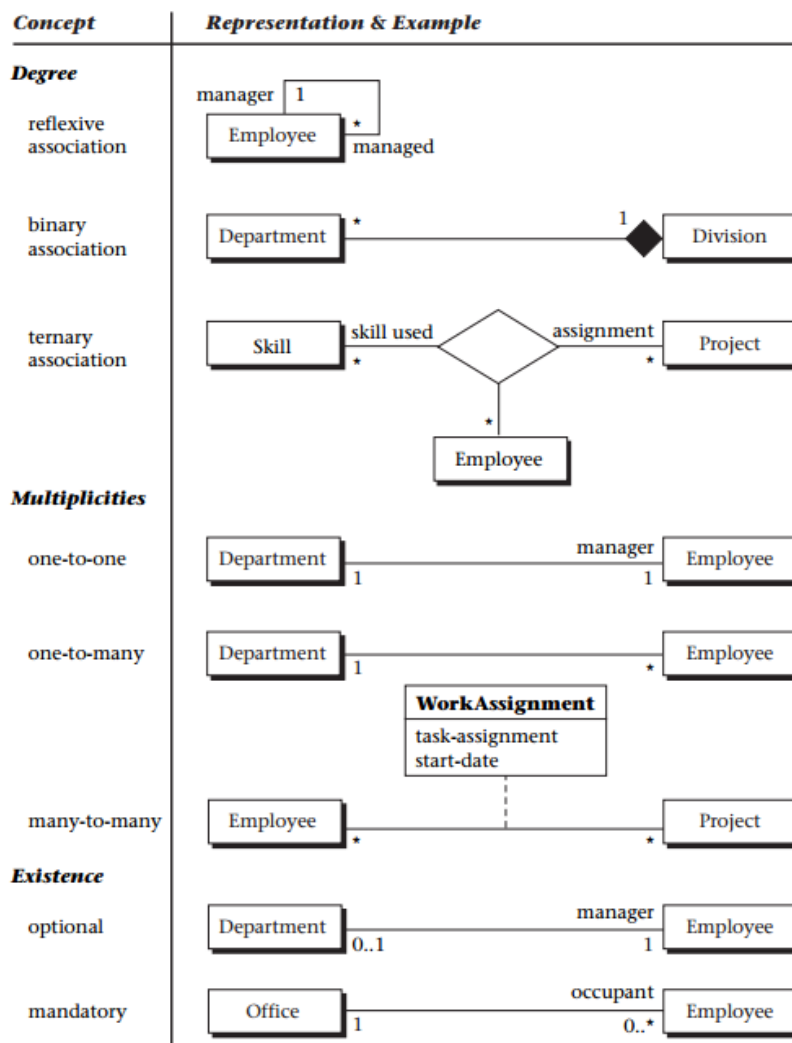 Concept Representation & Example
Degree
manager 1
reflexive association
Employee
*
managed
binary association
Department
*
1
Division
ternary association
Skill
skill used
*
assignment
*
Project
*
Employee
Multiplicities
one-to-one
Department
1
manager
1
Employee
one-to-many
Department
1
*
Employee
WorkAssignment
task-assignment
start-date
many-to-many
Employee
*
*
Project
Existence
optional
Department
0..1
manager
1
Employee
mandatory
Office
1
occupant
0..*
Employee